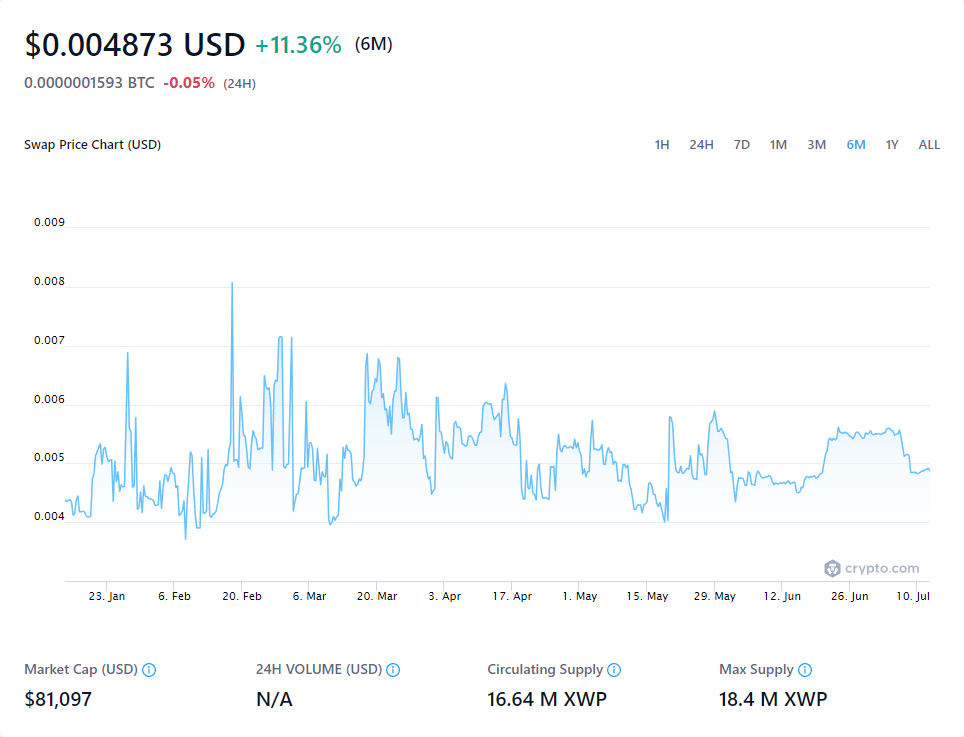 $0.004873 USD +11.36% (6M)
0.0000001593 BTC -0.05% (24H)
Swap Price Chart (USD) 1H 24H 7D 1M 3M 6M 1Y ALL
0.009
0.008
0.007
0.006
0.005
0.004
crypto.com
23. Jan 6. Feb 20. Feb 6. Mar 20. Mar 3. Apr 17. Apr 1. May 15. May 29. May 12. Jun 26. Jun 10. Jul
Market Cap (USD) 24H VOLUME (USD) Circulating Supply Max Supply
$81,097 N/A 16.64 M XWP 18.4 M XWP